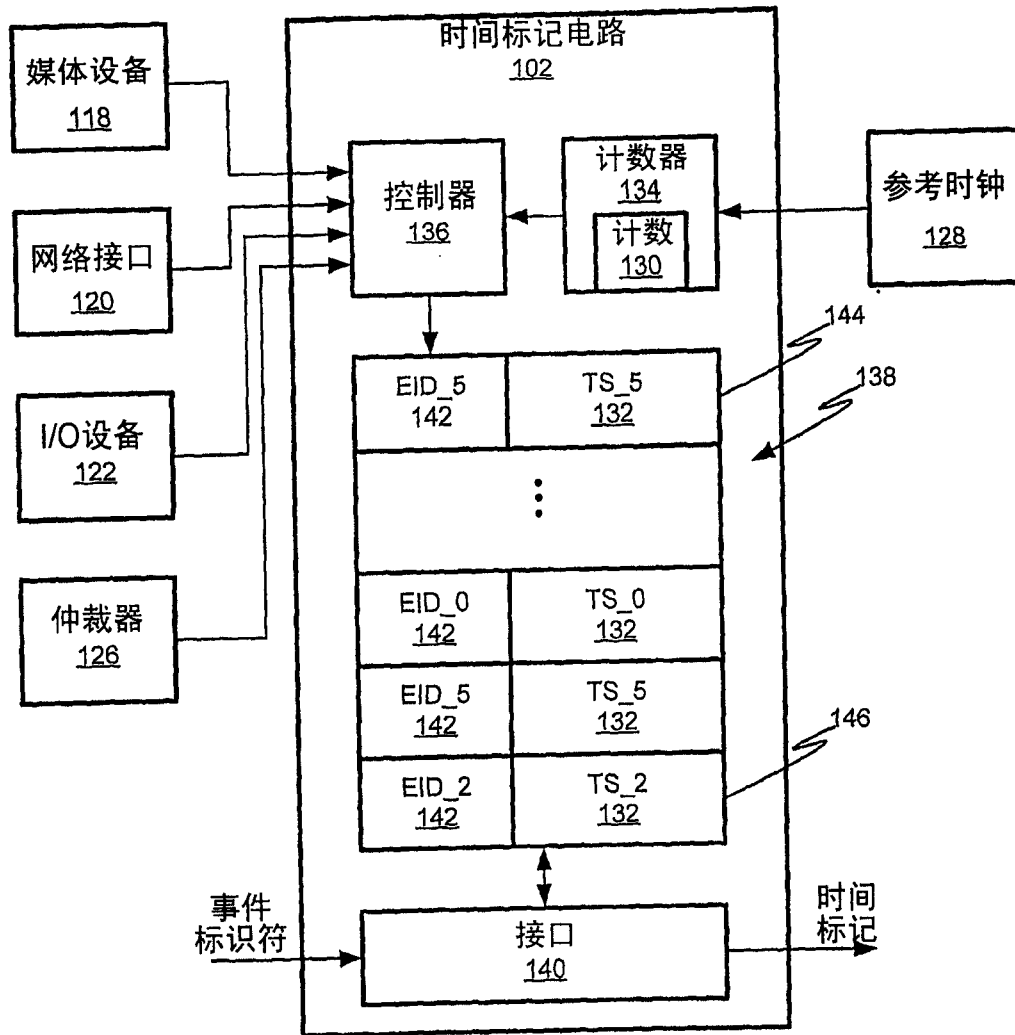 时间标记电路
102
媒体设备
118
网络接口
120
I/O设备
122
仲裁器
126
控制器
136
计数器
134
计数
130
参考时钟
128
144
138
EID_5
142
TS_5
132
EID_0
142
TS_0
132
EID_5
142
TS_5
132
146
EID_2
142
TS_2
132
事件
标识符
接口
140
时间
标记